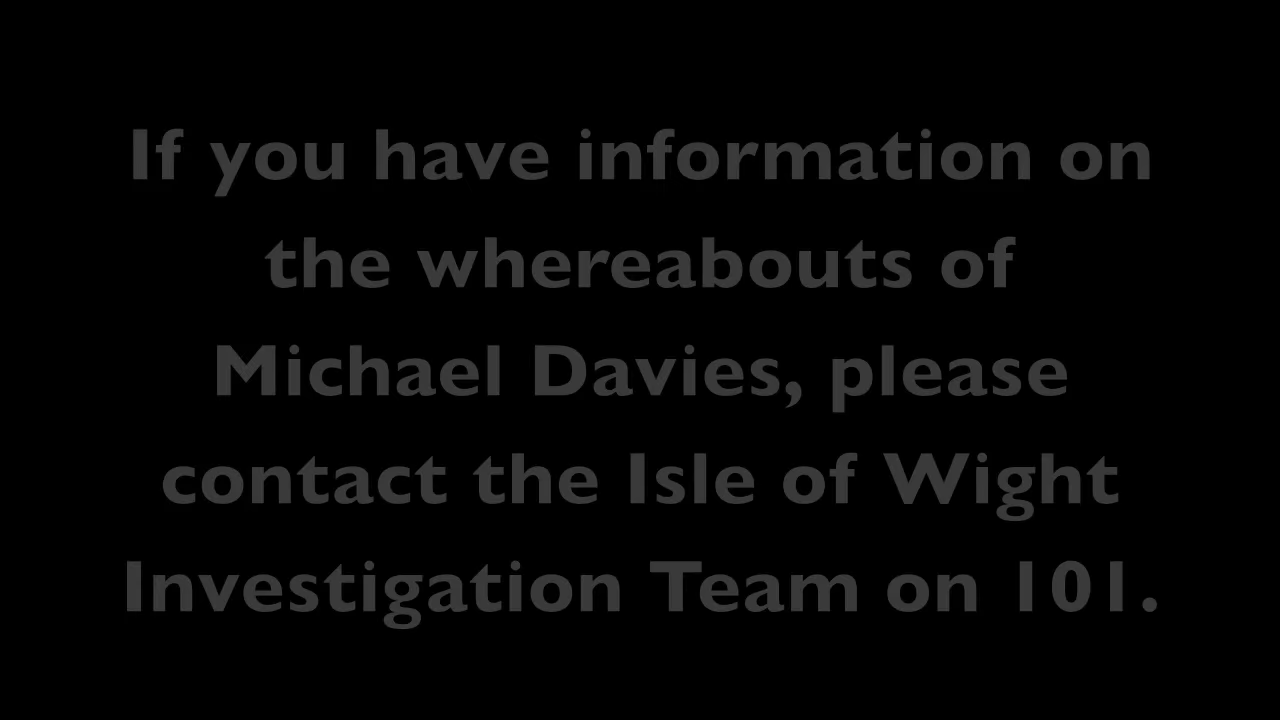 If you have information on
the whereabouts of
Michael Davies, please
contact the Isle of Wight
Investigation Team on 101.